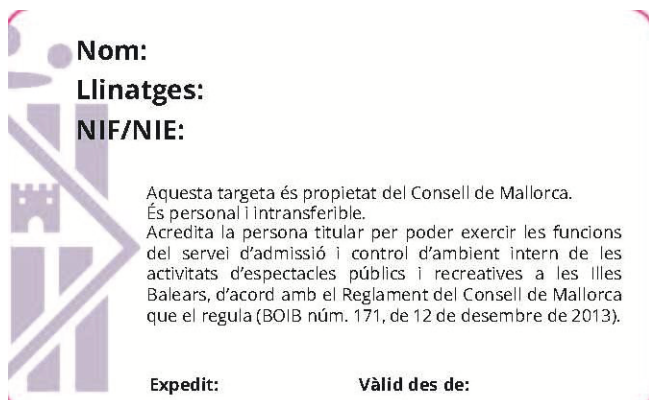 Nom:
Llinatges:
NIF/NIE:
Aquesta targeta és propietat del Consell de Mallorca.
És personal i intransferible.
Acredita la persona titular per poder exercir les funcions
del servei d’admissió i control d’ambient intern de les
activitats d’espectacles públics i recreatives a les Illes
Balears, d’acord amb el Reglament del Consell de Mallorca
que el regula (BOIB núm. 171, de 12 de desembre de 2013).
Expedit: Vàlid des de: